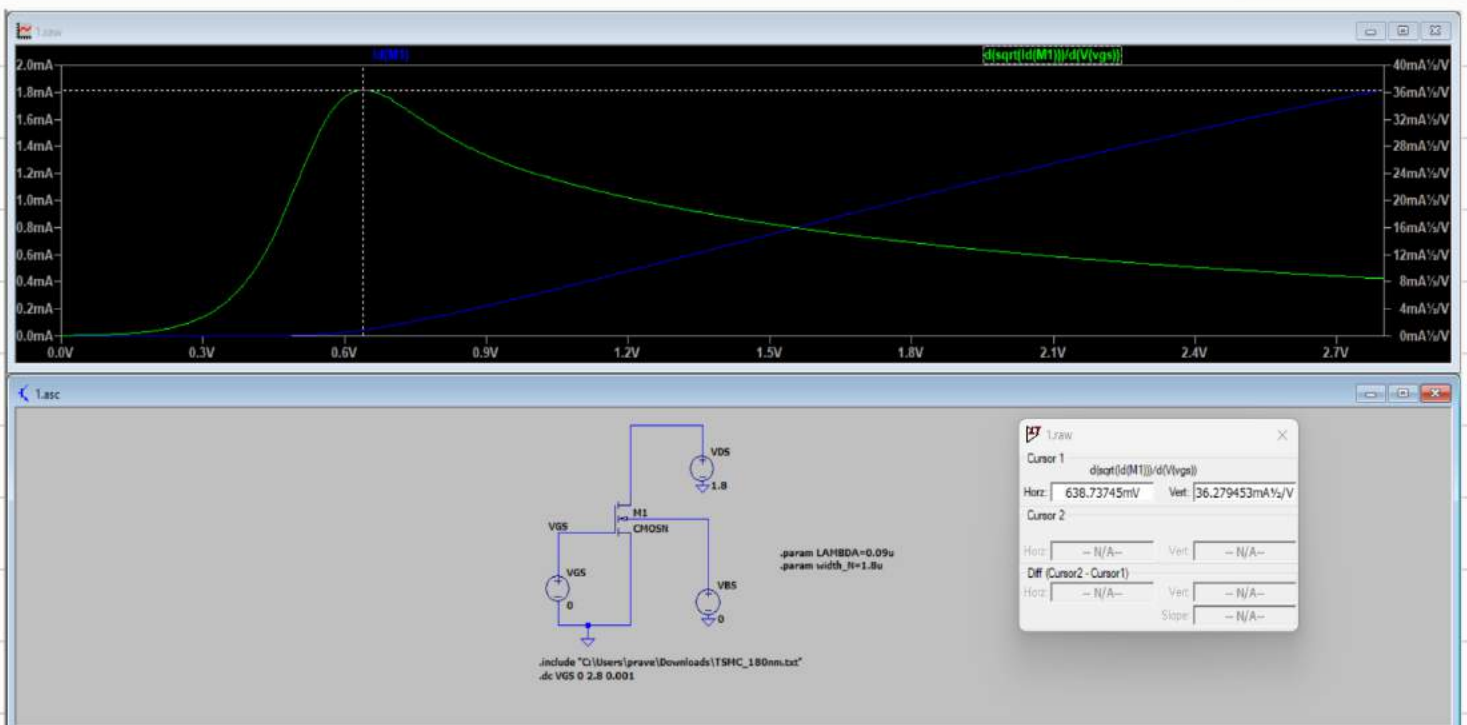 1.raw
Id(M1)
d(sqrt(Id(M1)))/d(V(vgs))
2.0mA
1.8mA
1.6mA
1.4mA
1.2mA
1.0mA
0.8mA
0.6mA
0.4mA
0.2mA
0.0mA
40mA½/V
36mA½/V
32mA½/V
28mA½/V
24mA½/V
20mA½/V
16mA½/V
12mA½/V
8mA½/V
4mA½/V
0mA½/V
0.0V 0.3V 0.6V 0.9V 1.2V 1.5V 1.8V 2.1V 2.4V 2.7V
1.asc
VDS
1.8
M1
CMOSN
VGS
VGS
0
VBS
0
.param LAMBDA=0.09u
.param width_N=1.8u
.include "C:\Users\prave\Downloads\TSMC_180nm.txt"
.dc VGS 0 2.8 0.001
1.raw
Cursor 1
d(sqrt(Id(M1)))/d(V(vgs))
Horz: 638.73745mV Vert: 36.279453mA½/V
Cursor 2
Horz: -- N/A-- Vert: -- N/A--
Diff (Cursor2 - Cursor1)
Horz: -- N/A-- Vert: -- N/A--
Slope: -- N/A--